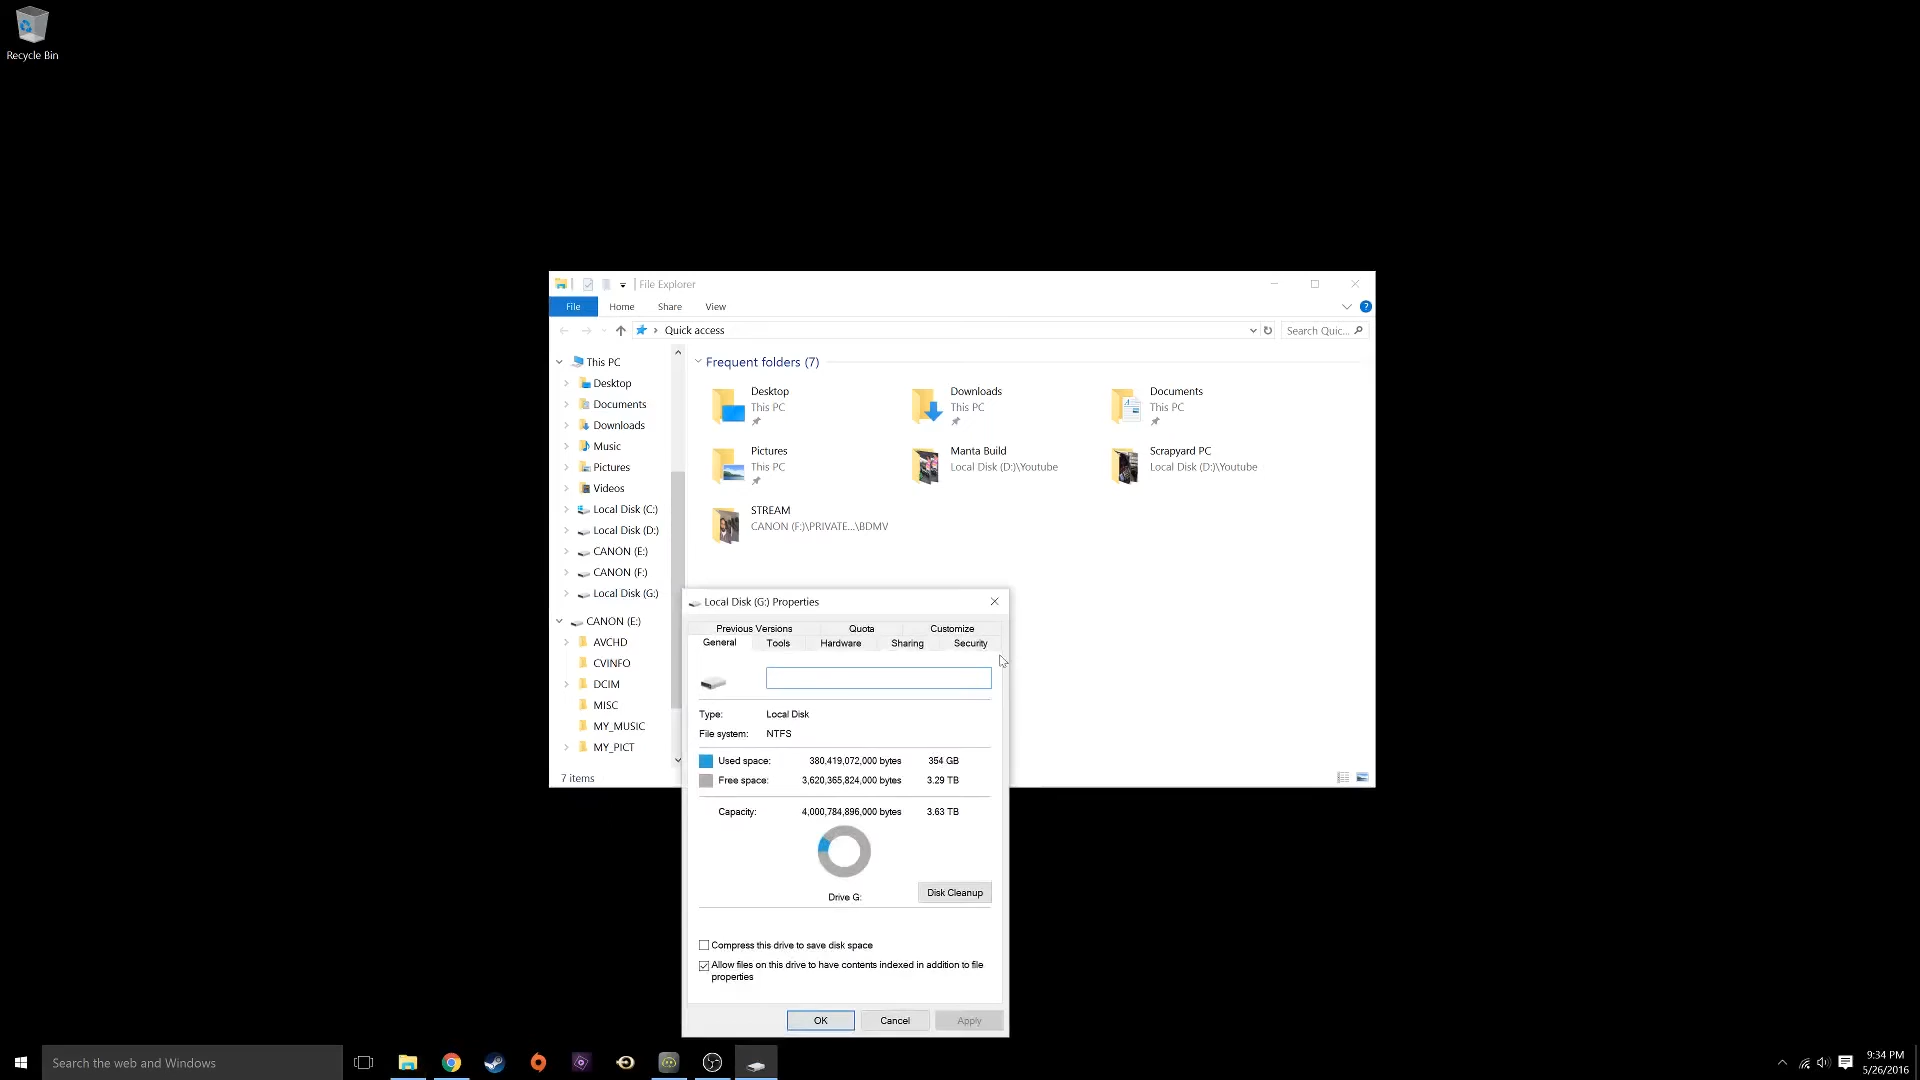 Recycle Bin
File Explorer
File
Home
Share
View
Quick access
Search Quic...
This PC
Desktop
Documents
Downloads
Music
Pictures
Videos
Local Disk (C:)
Local Disk (D:)
CANON (E:)
CANON (F:)
Local Disk (G:)
CANON (E:)
AVCHD
CVINFO
DCIM
MISC
MY_MUSIC
MY_PICT
7 items
Frequent folders (7)
Desktop
This PC
Downloads
This PC
Documents
This PC
Pictures
This PC
Manta Build
Local Disk (D:)\Youtube
Scrapyard PC
Local Disk (D:)\Youtube
STREAM
CANON (F:)\PRIVATE...\BDMV
Local Disk (G:) Properties
Previous Versions
Quota
Customize
General
Tools
Hardware
Sharing
Security
Type: Local Disk
File system: NTFS
Used space: 380,419,072,000 bytes 354 GB
Free space: 3,620,365,824,000 bytes 3.29 TB
Capacity: 4,000,784,896,000 bytes 3.63 TB
Drive G:
Disk Cleanup
Compress this drive to save disk space
Allow files on this drive to have contents indexed in addition to file
properties
OK
Cancel
Apply
Search the web and Windows
9:34 PM
5/26/2016